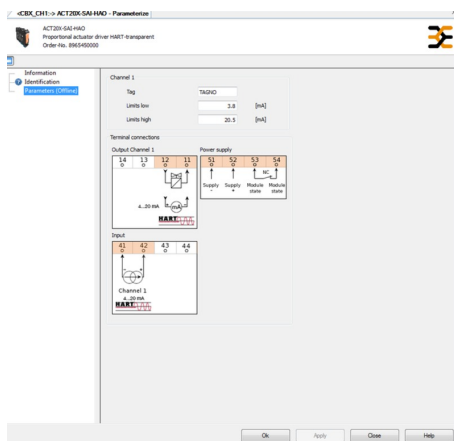 <CBX_CH1:-> ACT20X-SAI-HAO - Parameterize
ACT20X-SAI-HAO
Proportional actuator driver HART-transparent
Order-No. 8965450000
Information
Identification
Parameters (Offline)
Channel 1
Tag TAGNO
Limits low 3.8 [mA]
Limits high 20.5 [mA]
Terminal connections
Output Channel 1 Power supply
14 13 12 11 51 52 53 54
NC
Supply - Supply + Module state Module state
4...20 mA mA
HART
Input
41 42 43 44
- +
Channel 1
4...20 mA
HART
Ok Apply Close Help